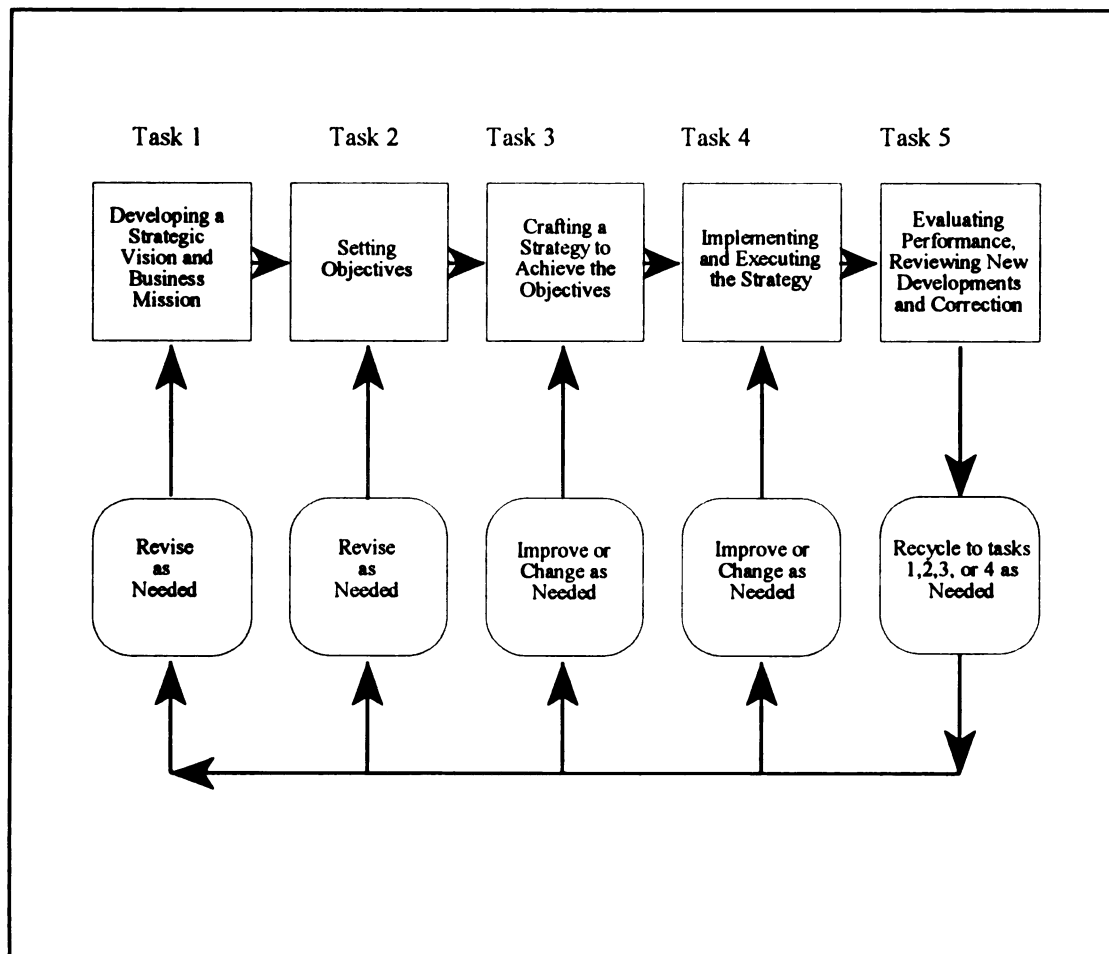 Task 1
Task 2
Task 3
Task 4
Task 5
Developing a
Strategic
Vision and
Business
Mission
Setting
Objectives
Crafting a
Strategy to
Achieve the
Objectives
Implementing
and Executing
the Strategy
Evaluating
Performance,
Reviewing New
Developments
and Correction
Revise
as
Needed
Revise
as
Needed
Improve or
Change as
Needed
Improve or
Change as
Needed
Recycle to tasks
1,2,3, or 4 as
Needed